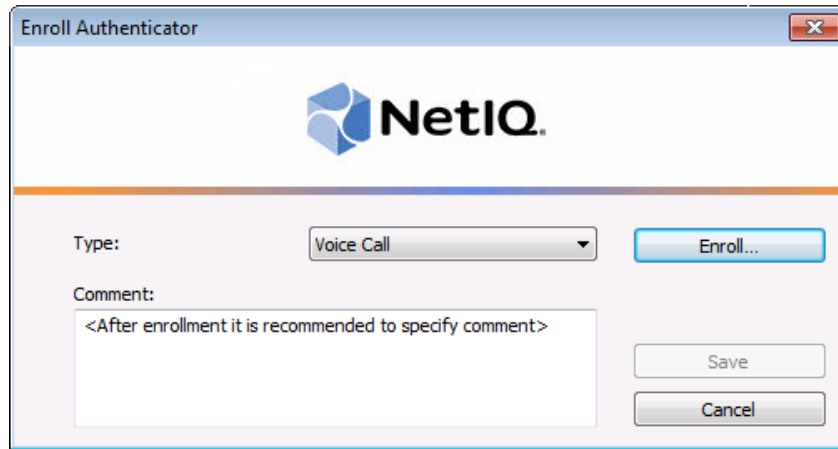 Enroll Authenticator
NetIQ.
Type:
Voice Call
Enroll...
Comment:
<After enrollment it is recommended to specify comment>
Save
Cancel